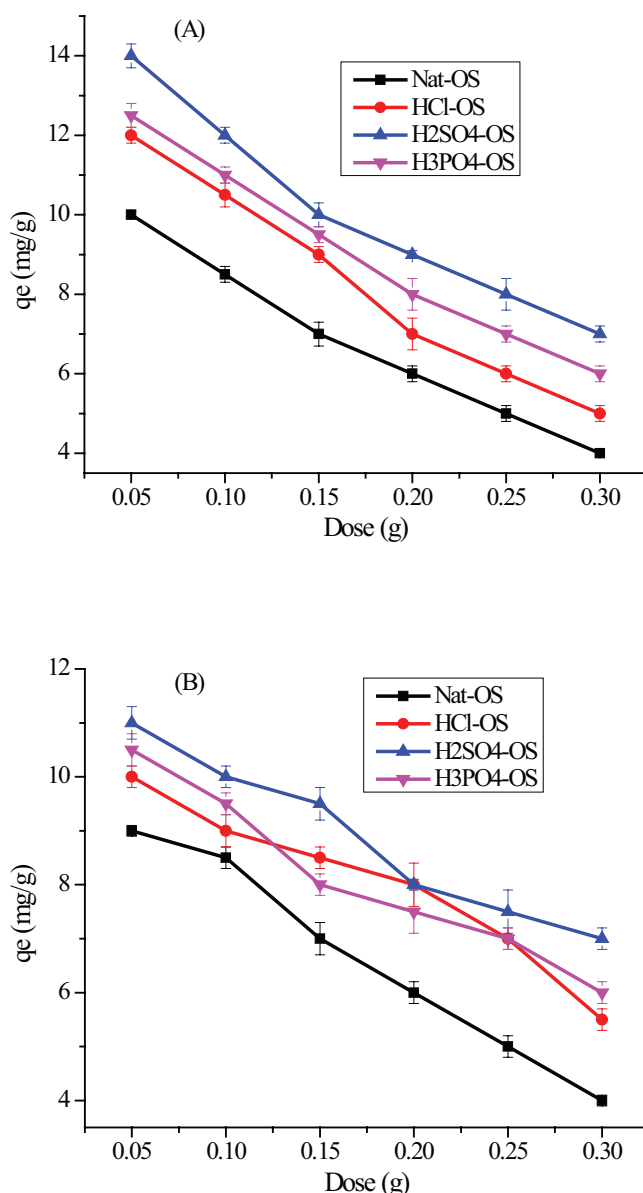 (A)
Nat-OS
HCl-OS
H2SO4-OS
H3PO4-OS
14
12
10
8
6
4
qe (mg/g)
0.05 0.10 0.15 0.20 0.25 0.30
Dose (g)
(B)
Nat-OS
HCl-OS
H2SO4-OS
H3PO4-OS
12
10
8
6
4
qe (mg/g)
0.05 0.10 0.15 0.20 0.25 0.30
Dose (g)